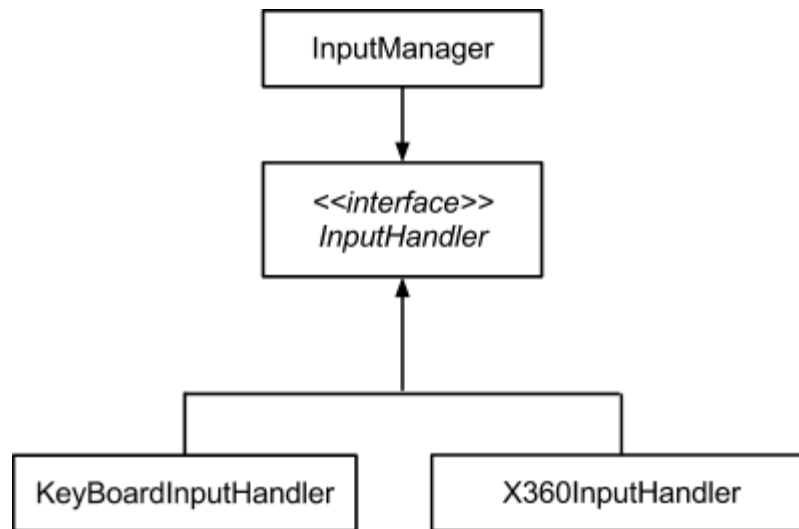 InputManager
<<interface>>
InputHandler
KeyBoardInputHandler
X360InputHandler